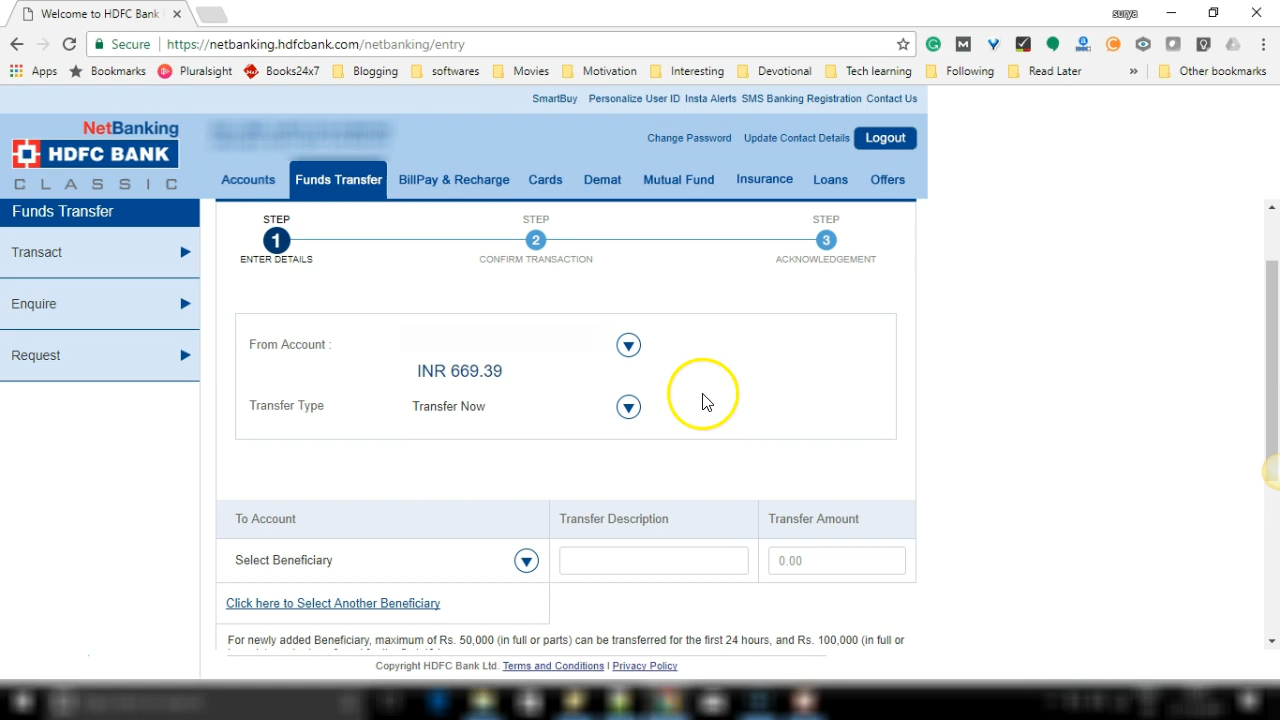 Welcome to HDFC Bank
surya
Secure | https://netbanking.hdfcbank.com/netbanking/entry
Apps Bookmarks Pluralsight Books24x7 Blogging softwares Movies Motivation Interesting Devotional Tech learning Following Read Later » Other bookmarks
SmartBuy Personalize User ID Insta Alerts SMS Banking Registration Contact Us
NetBanking
HDFC BANK
CLASSIC
Change Password Update Contact Details Logout
Accounts Funds Transfer BillPay & Recharge Cards Demat Mutual Fund Insurance Loans Offers
Funds Transfer
Transact
Enquire
Request
STEP STEP STEP
1 2 3
ENTER DETAILS CONFIRM TRANSACTION ACKNOWLEDGEMENT
From Account :
INR 669.39
Transfer Type Transfer Now
To Account Transfer Description Transfer Amount
Select Beneficiary 0.00
Click here to Select Another Beneficiary
For newly added Beneficiary, maximum of Rs. 50,000 (in full or parts) can be transferred for the first 24 hours, and Rs. 100,000 (in full or
Copyright HDFC Bank Ltd. Terms and Conditions I Privacy Policy